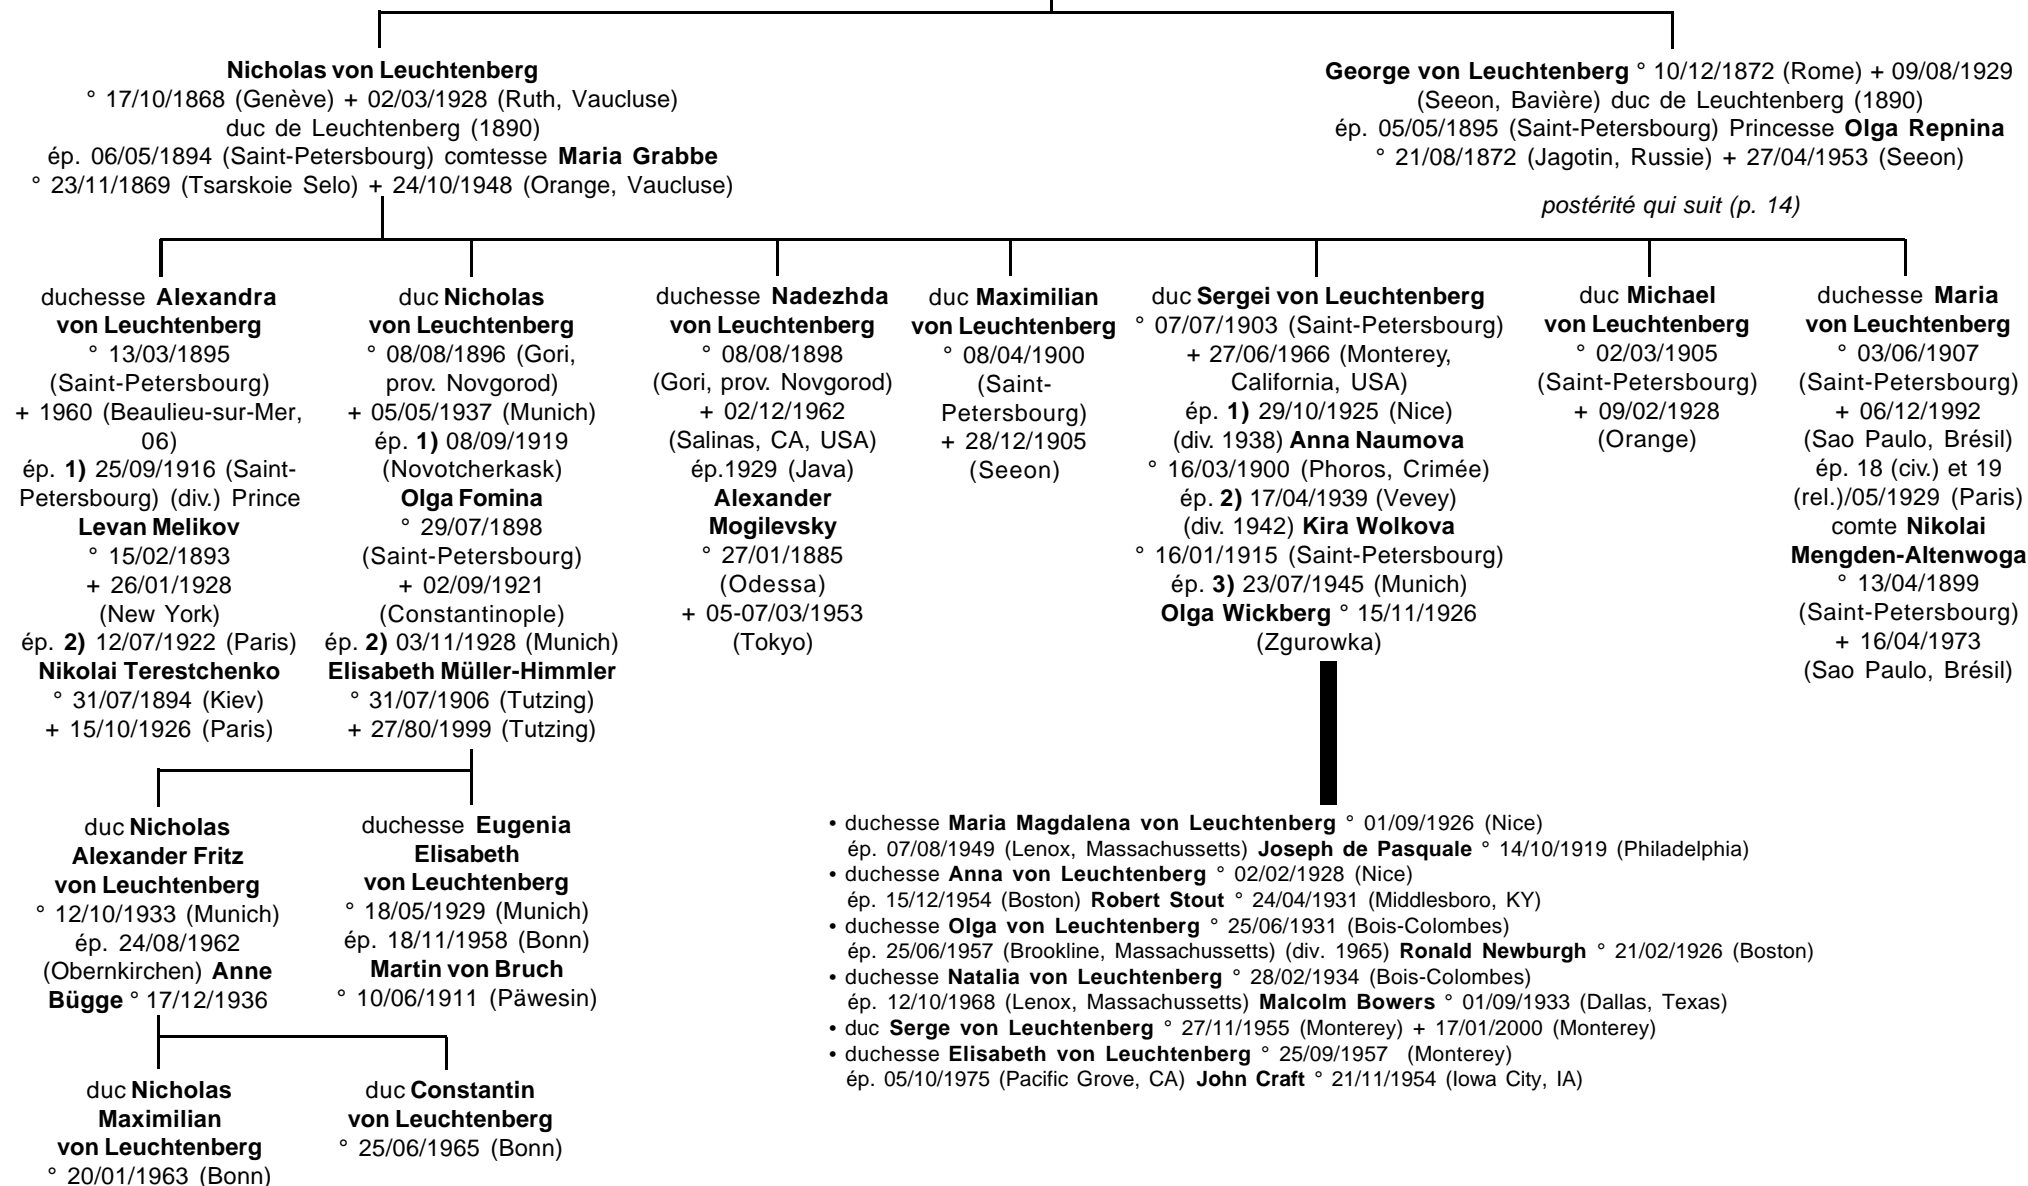 Nicholas von Leuchtenberg
° 17/10/1868 (Genève) + 02/03/1928 (Ruth, Vaucluse)
duc de Leuchtenberg (1890)
ép. 06/05/1894 (Saint-Petersbourg) comtesse Maria Grabbe
° 23/11/1869 (Tsarskoie Selo) + 24/10/1948 (Orange, Vaucluse)
George von Leuchtenberg ° 10/12/1872 (Rome) + 09/08/1929
(Seeon, Bavière) duc de Leuchtenberg (1890)
ép. 05/05/1895 (Saint-Petersbourg) Princesse Olga Repnina
° 21/08/1872 (Jagotin, Russie) + 27/04/1953 (Seeon)
postérité qui suit (p. 14)
duchesse Alexandra
von Leuchtenberg
° 13/03/1895
(Saint-Petersbourg)
+ 1960 (Beaulieu-sur-Mer,
06)
ép. 1) 25/09/1916 (Saint-
Petersbourg) (div.) Prince
Levan Melikov
° 15/02/1893
+ 26/01/1928
(New York)
ép. 2) 12/07/1922 (Paris)
Nikolai Terestchenko
° 31/07/1894 (Kiev)
+ 15/10/1926 (Paris)
duc Nicholas
von Leuchtenberg
° 08/08/1896 (Gori,
prov. Novgorod)
+ 05/05/1937 (Munich)
ép. 1) 08/09/1919
(Novotcherkask)
Olga Fomina
° 29/07/1898
(Saint-Petersbourg)
+ 02/09/1921
(Constantinople)
ép. 2) 03/11/1928 (Munich)
Elisabeth Müller-Himmler
° 31/07/1906 (Tutzing)
+ 27/80/1999 (Tutzing)
duchesse Nadezhda
von Leuchtenberg
° 08/08/1898
(Gori, prov. Novgorod)
+ 02/12/1962
(Salinas, CA, USA)
ép.1929 (Java)
Alexander
Mogilevsky
° 27/01/1885
(Odessa)
+ 05-07/03/1953
(Tokyo)
duc Maximilian
von Leuchtenberg
° 08/04/1900
(Saint-
Petersbourg)
+ 28/12/1905
(Seeon)
duc Sergei von Leuchtenberg
° 07/07/1903 (Saint-Petersbourg)
+ 27/06/1966 (Monterey,
California, USA)
ép. 1) 29/10/1925 (Nice)
(div. 1938) Anna Naumova
° 16/03/1900 (Phoros, Crimée)
ép. 2) 17/04/1939 (Vevey)
(div. 1942) Kira Wolkova
° 16/01/1915 (Saint-Petersbourg)
ép. 3) 23/07/1945 (Munich)
Olga Wickberg ° 15/11/1926
(Zgurowka)
duc Michael
von Leuchtenberg
° 02/03/1905
(Saint-Petersbourg)
+ 09/02/1928
(Orange)
duchesse Maria
von Leuchtenberg
° 03/06/1907
(Saint-Petersbourg)
+ 06/12/1992
(Sao Paulo, Brésil)
ép. 18 (civ.) et 19
(rel.)/05/1929 (Paris)
comte Nikolai
Mengden-Altenwoga
° 13/04/1899
(Saint-Petersbourg)
+ 16/04/1973
(Sao Paulo, Brésil)
duc Nicholas
Alexander Fritz
von Leuchtenberg
° 12/10/1933 (Munich)
ép. 24/08/1962
(Obernkirchen) Anne
Bügge ° 17/12/1936
duchesse Eugenia
Elisabeth
von Leuchtenberg
° 18/05/1929 (Munich)
ép. 18/11/1958 (Bonn)
Martin von Bruch
° 10/06/1911 (Päwesin)
• duchesse Maria Magdalena von Leuchtenberg ° 01/09/1926 (Nice)
ép. 07/08/1949 (Lenox, Massachussetts) Joseph de Pasquale ° 14/10/1919 (Philadelphia)
• duchesse Anna von Leuchtenberg ° 02/02/1928 (Nice)
ép. 15/12/1954 (Boston) Robert Stout ° 24/04/1931 (Middlesboro, KY)
• duchesse Olga von Leuchtenberg ° 25/06/1931 (Bois-Colombes)
ép. 25/06/1957 (Brookline, Massachussetts) (div. 1965) Ronald Newburgh ° 21/02/1926 (Boston)
• duchesse Natalia von Leuchtenberg ° 28/02/1934 (Bois-Colombes)
ép. 12/10/1968 (Lenox, Massachussetts) Malcolm Bowers ° 01/09/1933 (Dallas, Texas)
• duc Serge von Leuchtenberg ° 27/11/1955 (Monterey) + 17/01/2000 (Monterey)
• duchesse Elisabeth von Leuchtenberg ° 25/09/1957 (Monterey)
ép. 05/10/1975 (Pacific Grove, CA) John Craft ° 21/11/1954 (Iowa City, IA)
duc Nicholas
Maximilian
von Leuchtenberg
° 20/01/1963 (Bonn)
duc Constantin
von Leuchtenberg
° 25/06/1965 (Bonn)